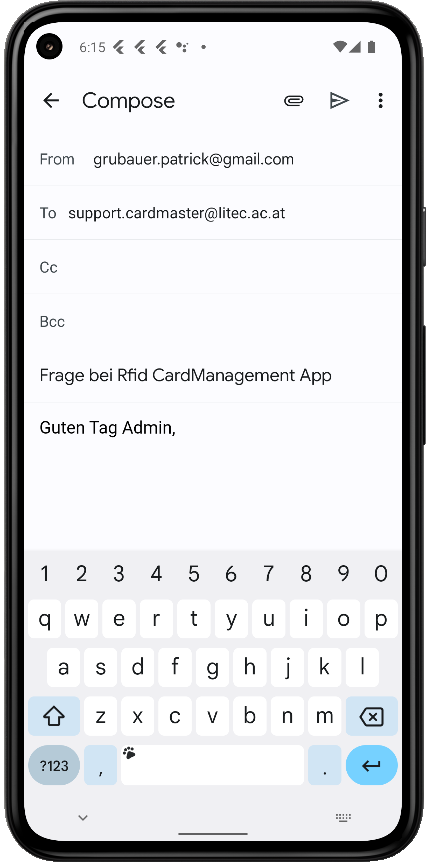 6:15
Compose
From grubauer.patrick@gmail.com
To support.cardmaster@litec.ac.at
Cc
Bcc
Frage bei Rfid CardManagement App
Guten Tag Admin,
1 2 3 4 5 6 7 8 9 0
q w e r t y u i o p
a s d f g h j k l
z x c v b n m
?123 , .